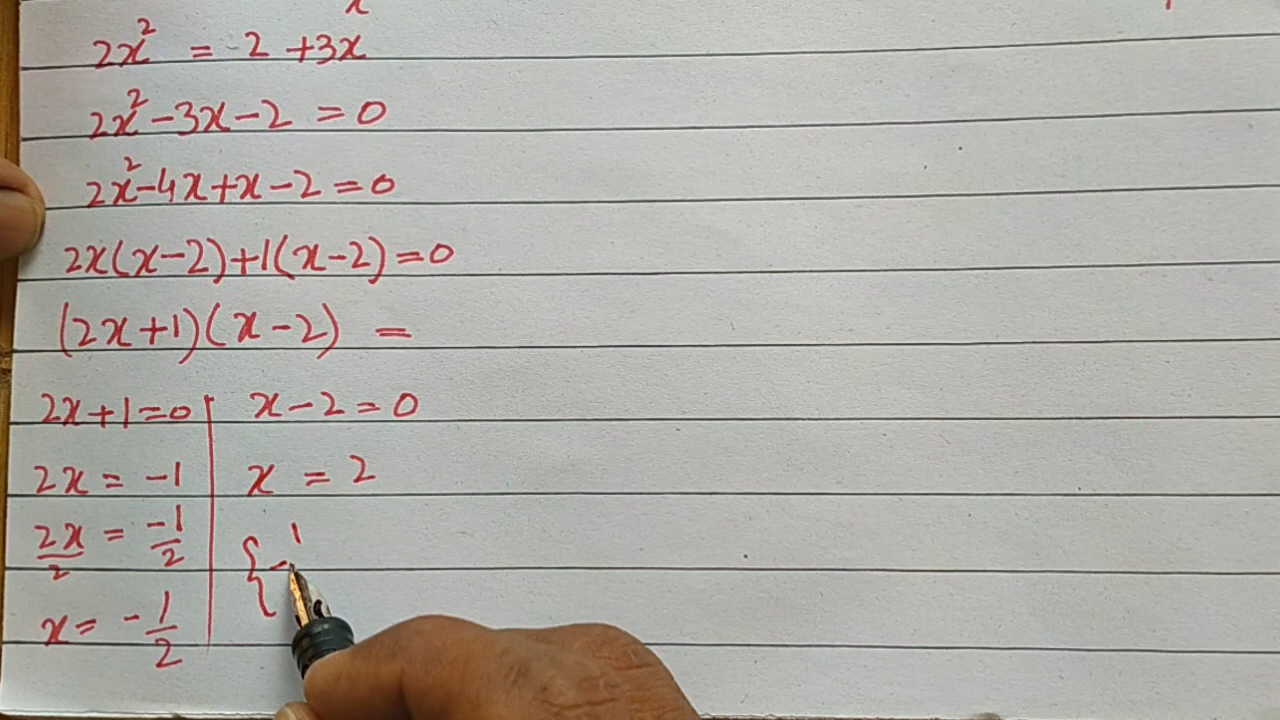 x
2x² = 2 + 3x
2x² - 3x - 2 = 0
2x² - 4x + x - 2 = 0
2x(x - 2) + 1(x - 2) = 0
(2x + 1)(x - 2) =
2x + 1 = 0 | x - 2 = 0
2x = -1 | x = 2
2x/2 = -1/2 | { - 1
x = - 1/2